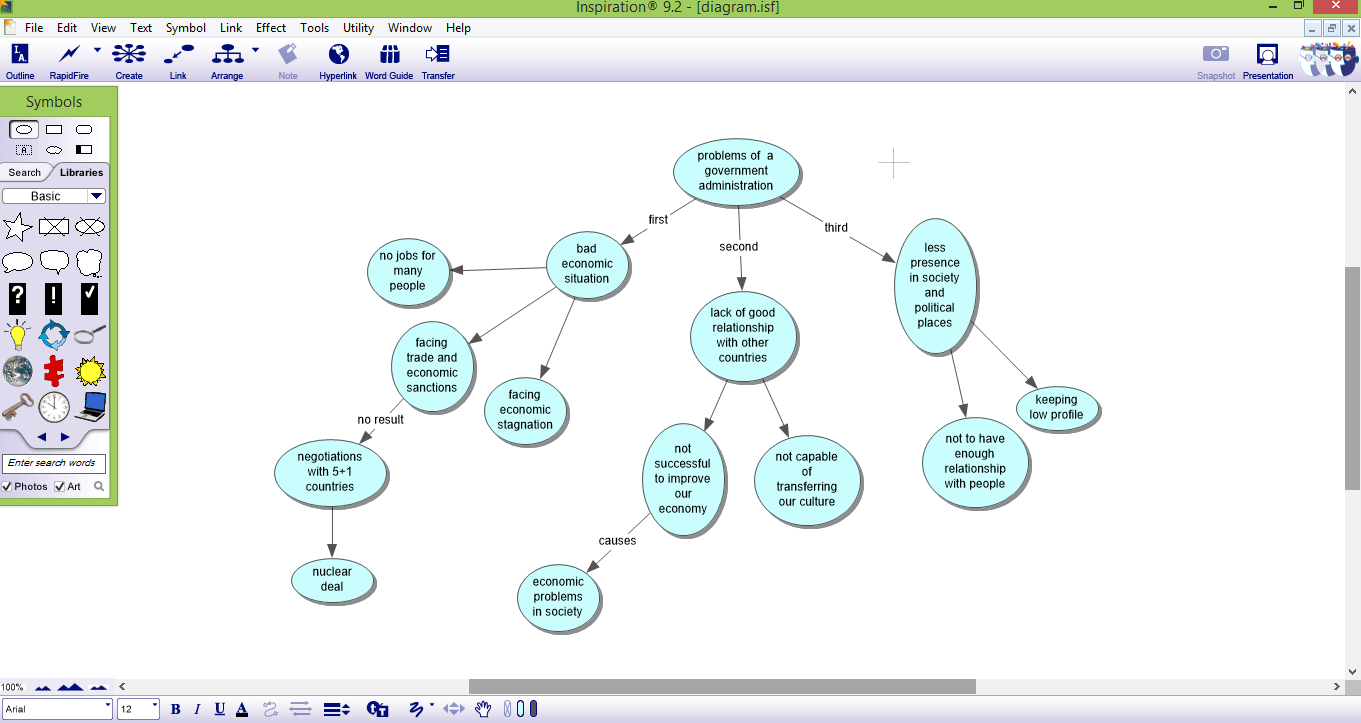 Inspiration® 9.2 - [diagram.isf]
File Edit View Text Symbol Link Effect Tools Utility Window Help
Outline RapidFire Create Link Arrange Note Hyperlink Word Guide Transfer Snapshot Presentation
Symbols
Search Libraries
Basic
Enter search words
Photos Art
problems of a
government
administration
first
second
third
bad
economic
situation
no jobs for
many
people
facing
trade and
economic
sanctions
facing
economic
stagnation
no result
negotiations
with 5+1
countries
nuclear
deal
lack of good
relationship
with other
countries
not
successful
to improve
our
economy
not capable
of
transferring
our culture
causes
economic
problems
in society
less
presence
in society
and
political
places
keeping
low profile
not to have
enough
relationship
with people
100%
Arial 12 B I U A